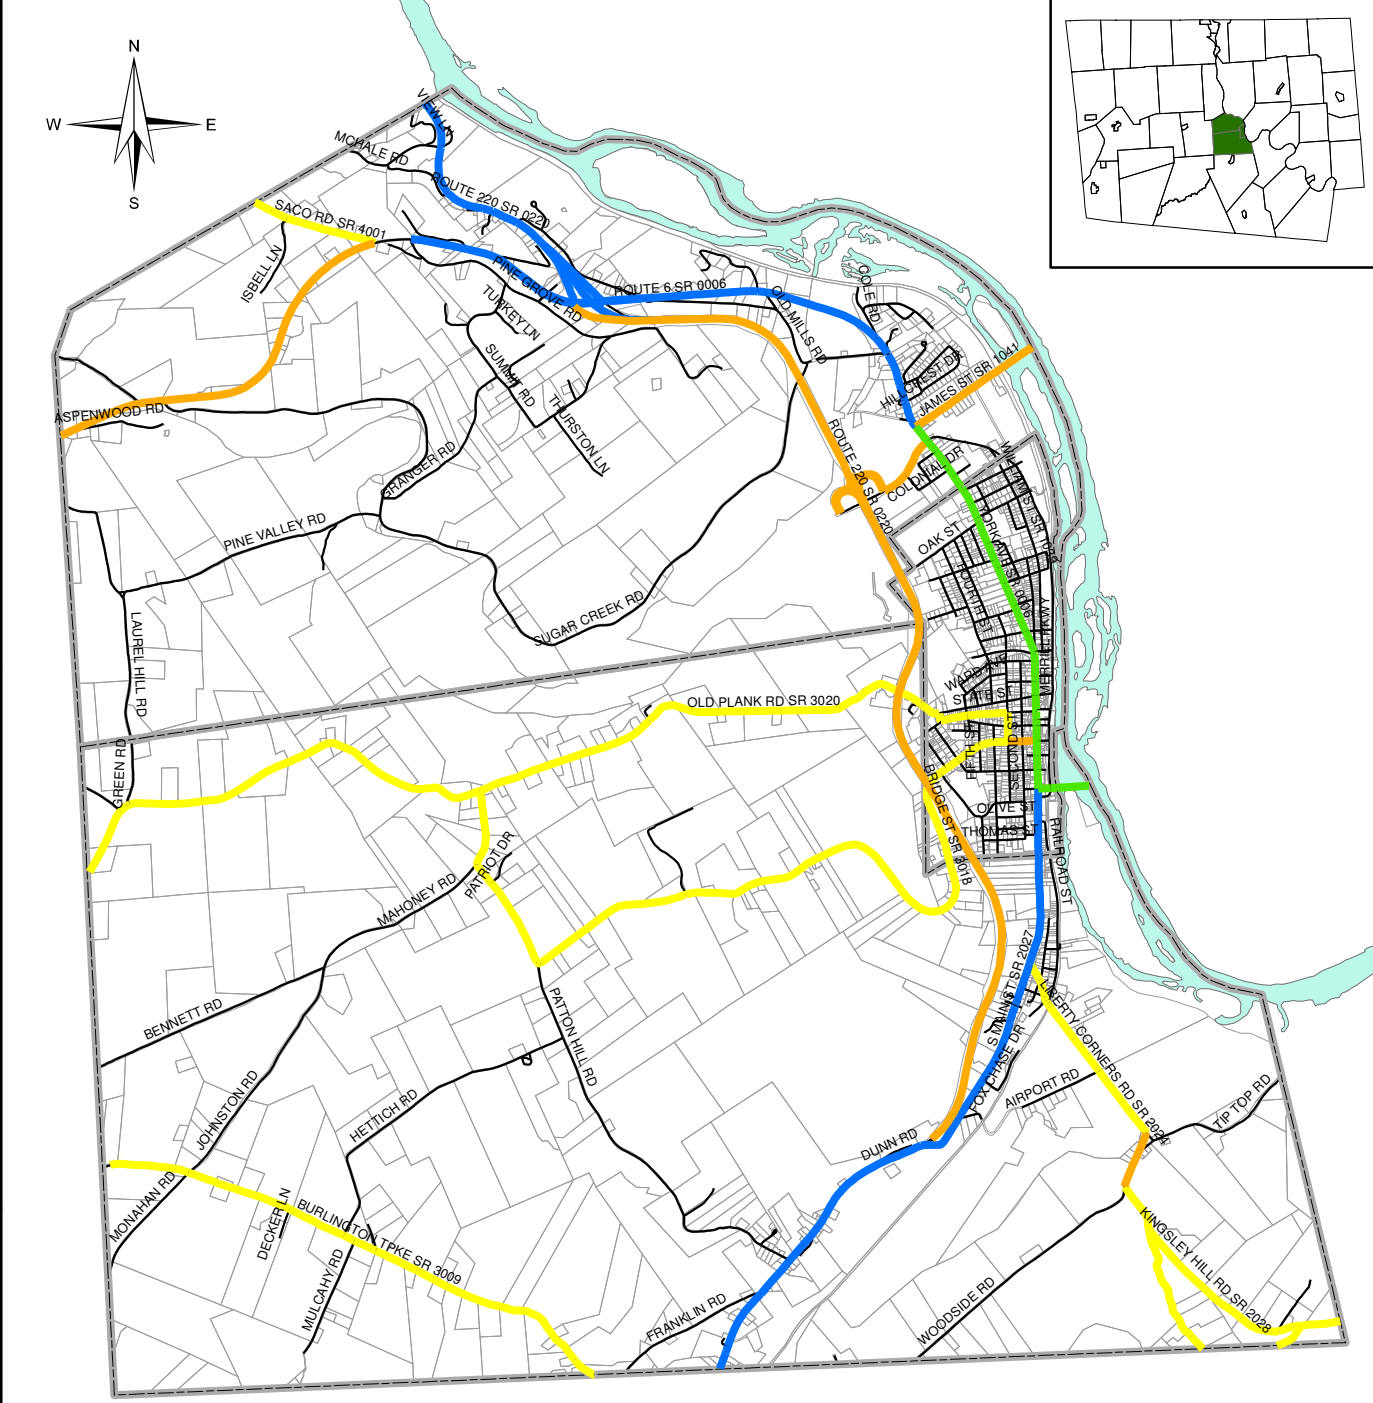 N
W
E
S
VIEW LN
MCHALE RD
ROUTE 220 SR 0220
SACO RD SR 4001
ISBELL LN
PINE GROVE RD
ROUTE 6 SR 0006
COLE RD
OLD MILLS RD
TURKEY LN
SUMMIT RD
THURSTON LN
HILLCREST DR
JAMES ST SR 1041
ASPENWOOD RD
GRANGER RD
ROUTE 220 SR 0220
COLONIAL DR
PINE VALLEY RD
OAK ST
YORK AVE SR 0006
FOURTH ST
MERRILL PKWY
SUGAR CREEK RD
LAUREL HILL RD
WARD AVE
STATE ST
OLD PLANK RD SR 3020
FIFTH ST
SECOND ST
GREEN RD
BRIDGE ST SR 3018
OLIVE ST
THOMAS ST
RAILROAD ST
PATRIOT DR
MAHONEY RD
BENNETT RD
PATTON HILL RD
S MAIN ST SR 2027
LIBERTY CORNERS RD SR 2024
FOX CHASE DR
AIRPORT RD
TIP TOP RD
JOHNSTON RD
HETTICH RD
DUNN RD
MONAHAN RD
DECKER LN
BURLINGTON TPKE SR 3009
MULCAHY RD
KINGSLEY HILL RD SR 2028
WOODSIDE RD
FRANKLIN RD